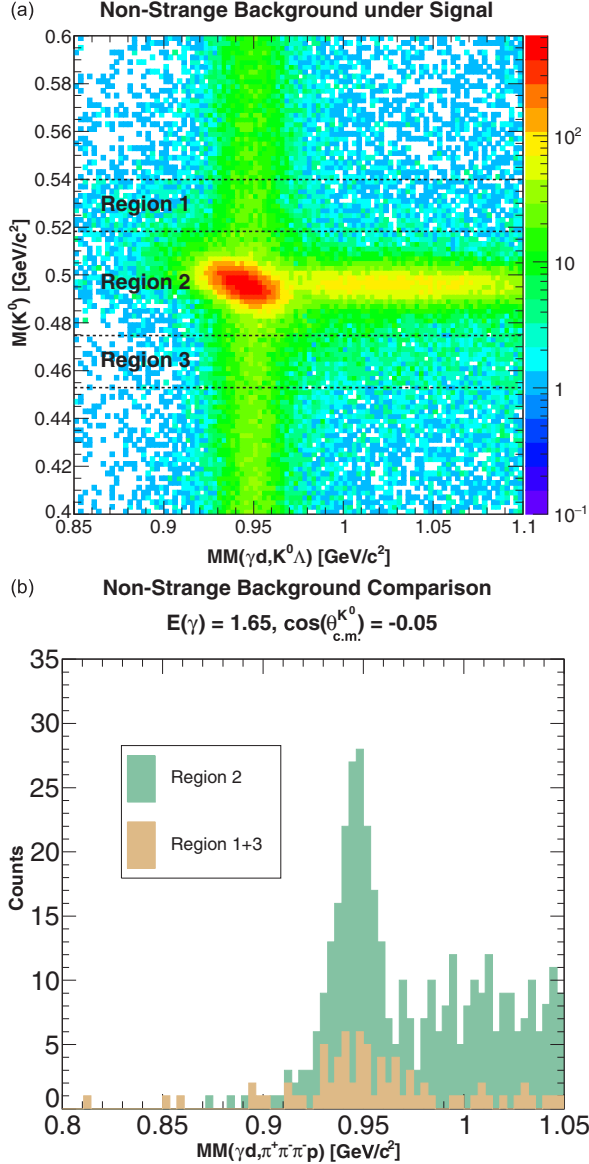 (a) Non-Strange Background under Signal
M(K⁰) [GeV/c²]
0.6
0.58
0.56
0.54
0.52
0.5
0.48
0.46
0.44
0.42
0.4
Region 1
Region 2
Region 3
0.85 0.9 0.95 1 1.05 1.1
10²
10
1
10⁻¹
MM(γd,K⁰Λ) [GeV/c²]
(b) Non-Strange Background Comparison
E(γ) = 1.65, cos(θ^{K⁰}_{c.m.}) = -0.05
Counts
35
30
25
20
15
10
5
0
Region 2
Region 1+3
0.8 0.85 0.9 0.95 1 1.05
MM(γd,π⁺π⁻π⁻p) [GeV/c²]